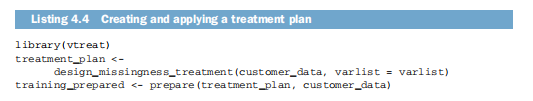 Listing 4.4 Creating and applying a treatment plan
library(vtreat)
treatment_plan <-
design_missingness_treatment(customer_data, varlist = varlist)
training_prepared <- prepare(treatment_plan, customer_data)